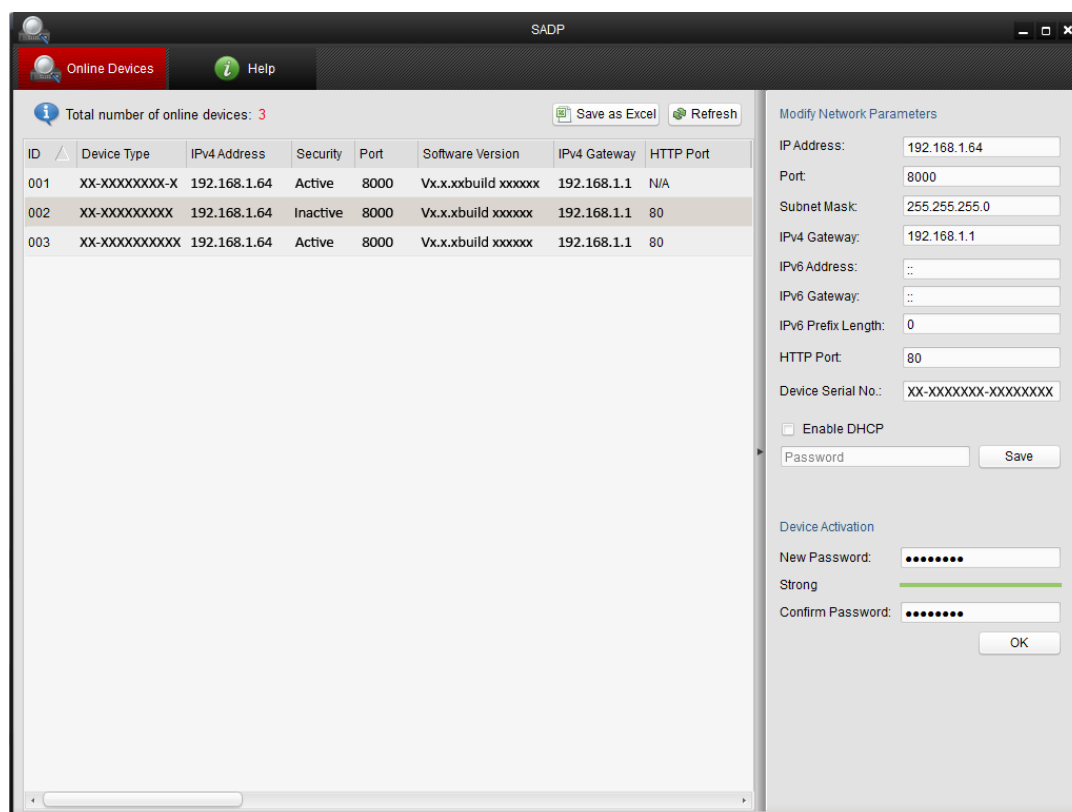 SADP
Online Devices Help
Total number of online devices: 3 Save as Excel Refresh
ID Device Type IPv4 Address Security Port Software Version IPv4 Gateway HTTP Port
001 XX-XXXXXXXX-X 192.168.1.64 Active 8000 Vx.x.xxbuild xxxxxx 192.168.1.1 N/A
002 XX-XXXXXXXXX 192.168.1.64 Inactive 8000 Vx.x.xbuild xxxxxx 192.168.1.1 80
003 XX-XXXXXXXXXX 192.168.1.64 Active 8000 Vx.x.xbuild xxxxxx 192.168.1.1 80
Modify Network Parameters
IP Address: 192.168.1.64
Port: 8000
Subnet Mask: 255.255.255.0
IPv4 Gateway: 192.168.1.1
IPv6 Address: ::
IPv6 Gateway: ::
IPv6 Prefix Length: 0
HTTP Port: 80
Device Serial No.: XX-XXXXXXX-XXXXXXXX
Enable DHCP
Password Save
Device Activation
New Password: ••••••••
Strong
Confirm Password: ••••••••
OK